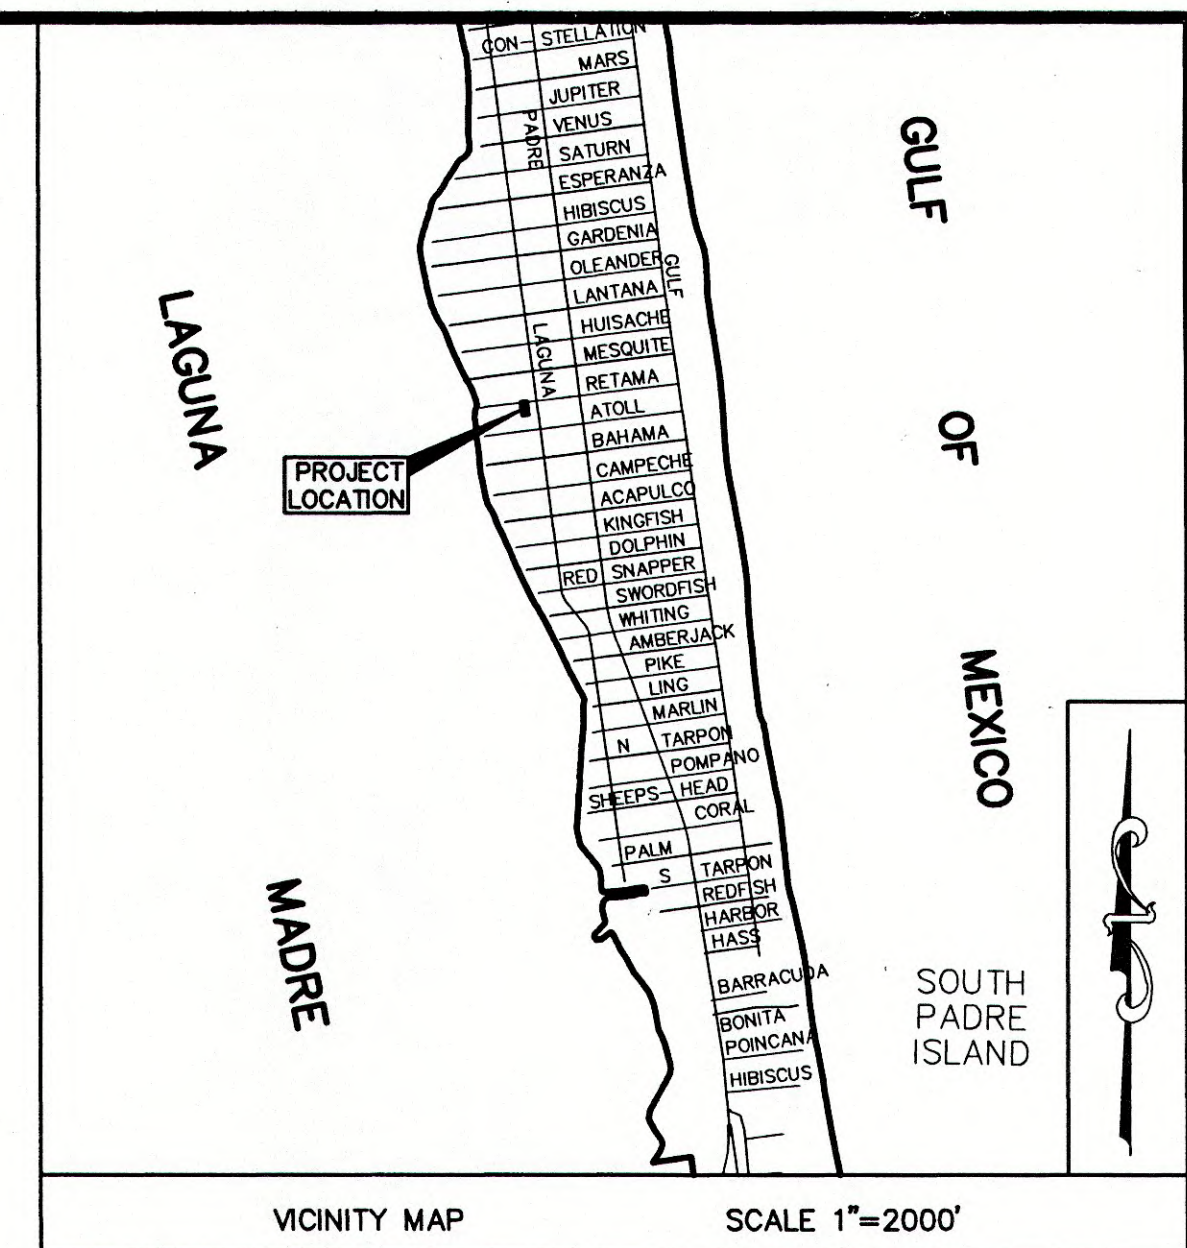 CON- STELLATION
MARS
JUPITER
PADRE
VENUS
SATURN
ESPERANZA
HIBISCUS
GARDENIA
OLEANDER
GULF
LANTANA
HUISACHE
LAGUNA
MESQUITE
RETAMA
ATOLL
BAHAMA
CAMPECHE
ACAPULCO
KINGFISH
DOLPHIN
RED SNAPPER
SWORDFISH
WHITING
AMBERJACK
PIKE
LING
MARLIN
N TARPON
POMPANO
SHEEPS- HEAD
CORAL
PALM
S TARPON
REDFISH
HARBOR
HASS
BARRACUDA
BONITA
POINCANA
HIBISCUS
LAGUNA
MADRE
PROJECT
LOCATION
GULF
OF
MEXICO
SOUTH
PADRE
ISLAND
VICINITY MAP
SCALE 1"=2000'